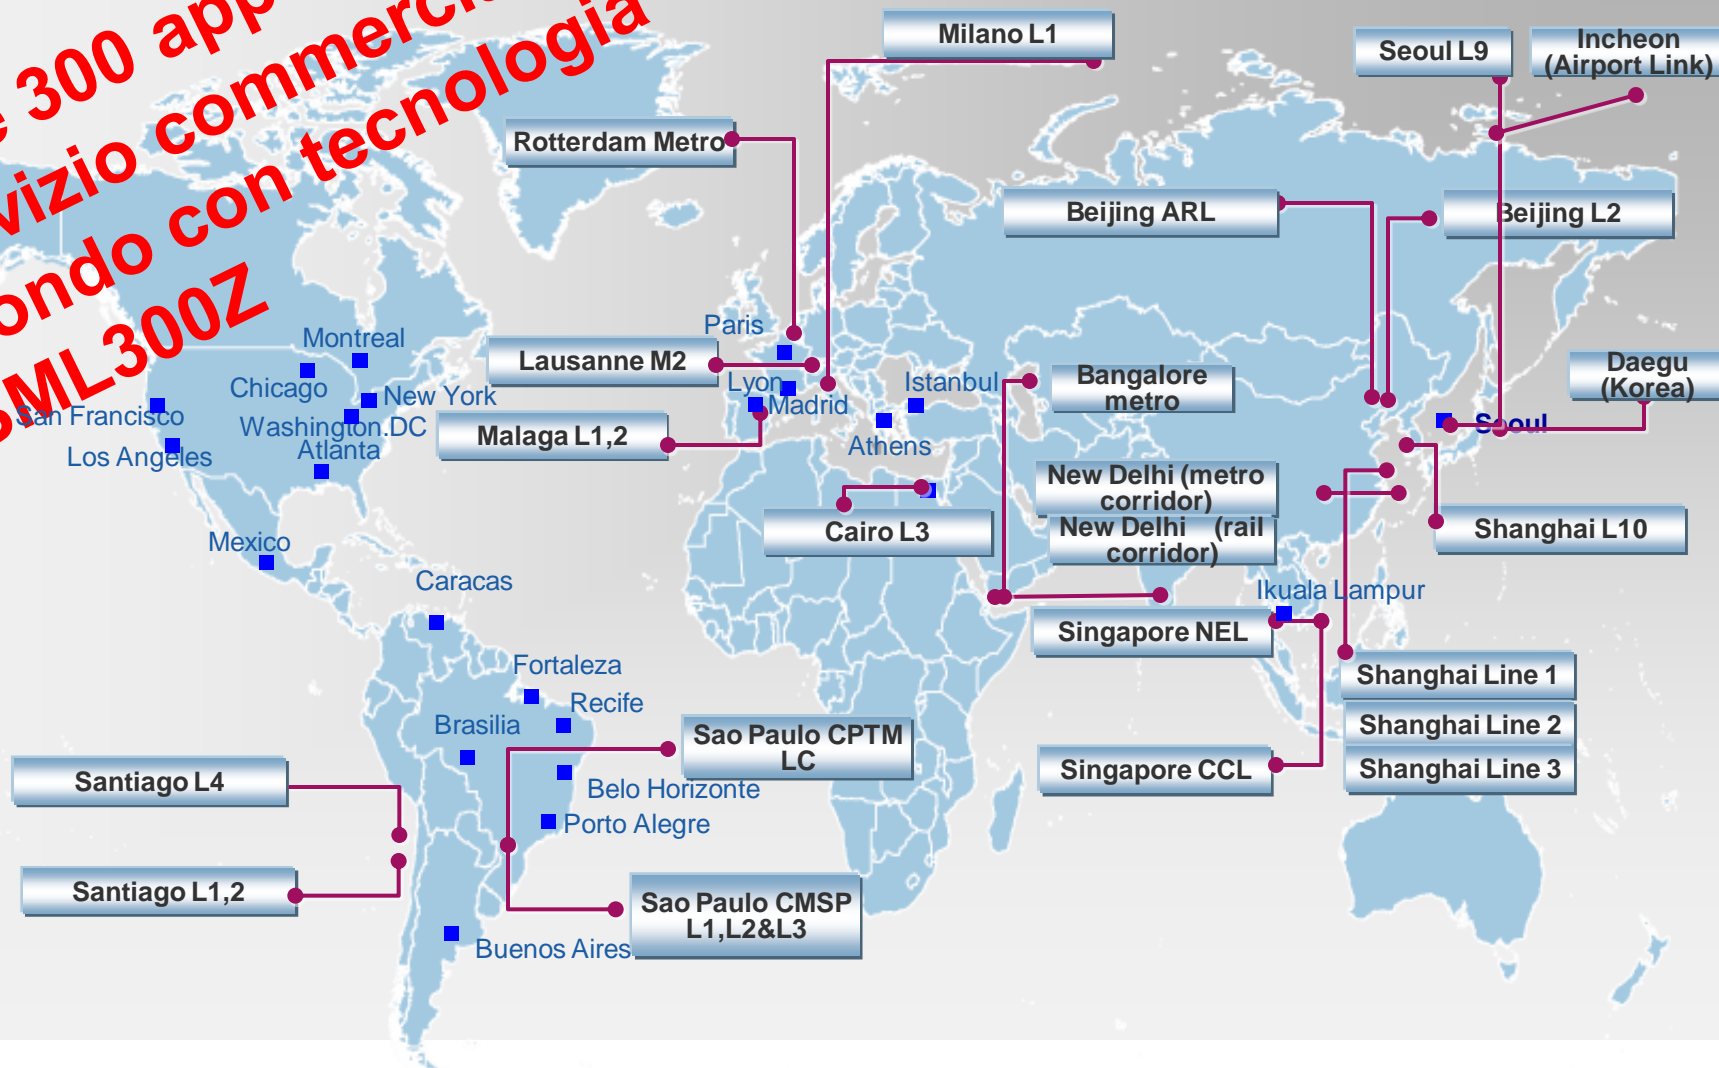 e 300 app
vizio commerci
ondo con tecnologia
SML300Z
Milano L1
Seoul L9
Incheon
(Airport Link)
Rotterdam Metro
Beijing ARL
Beijing L2
Paris
Montreal
Lausanne M2
Chicago
New York
San Francisco
Washington.DC
Los Angeles
Atlanta
Lyon
Madrid
Istanbul
Athens
Malaga L1,2
Bangalore
metro
Daegu
(Korea)
Seoul
New Delhi (metro
corridor)
New Delhi (rail
corridor)
Cairo L3
Shanghai L10
Mexico
Caracas
Ikuala Lampur
Singapore NEL
Fortaleza
Recife
Brasilia
Shanghai Line 1
Shanghai Line 2
Shanghai Line 3
Sao Paulo CPTM
LC
Singapore CCL
Santiago L4
Belo Horizonte
Porto Alegre
Santiago L1,2
Sao Paulo CMSP
L1,L2&L3
Buenos Aires